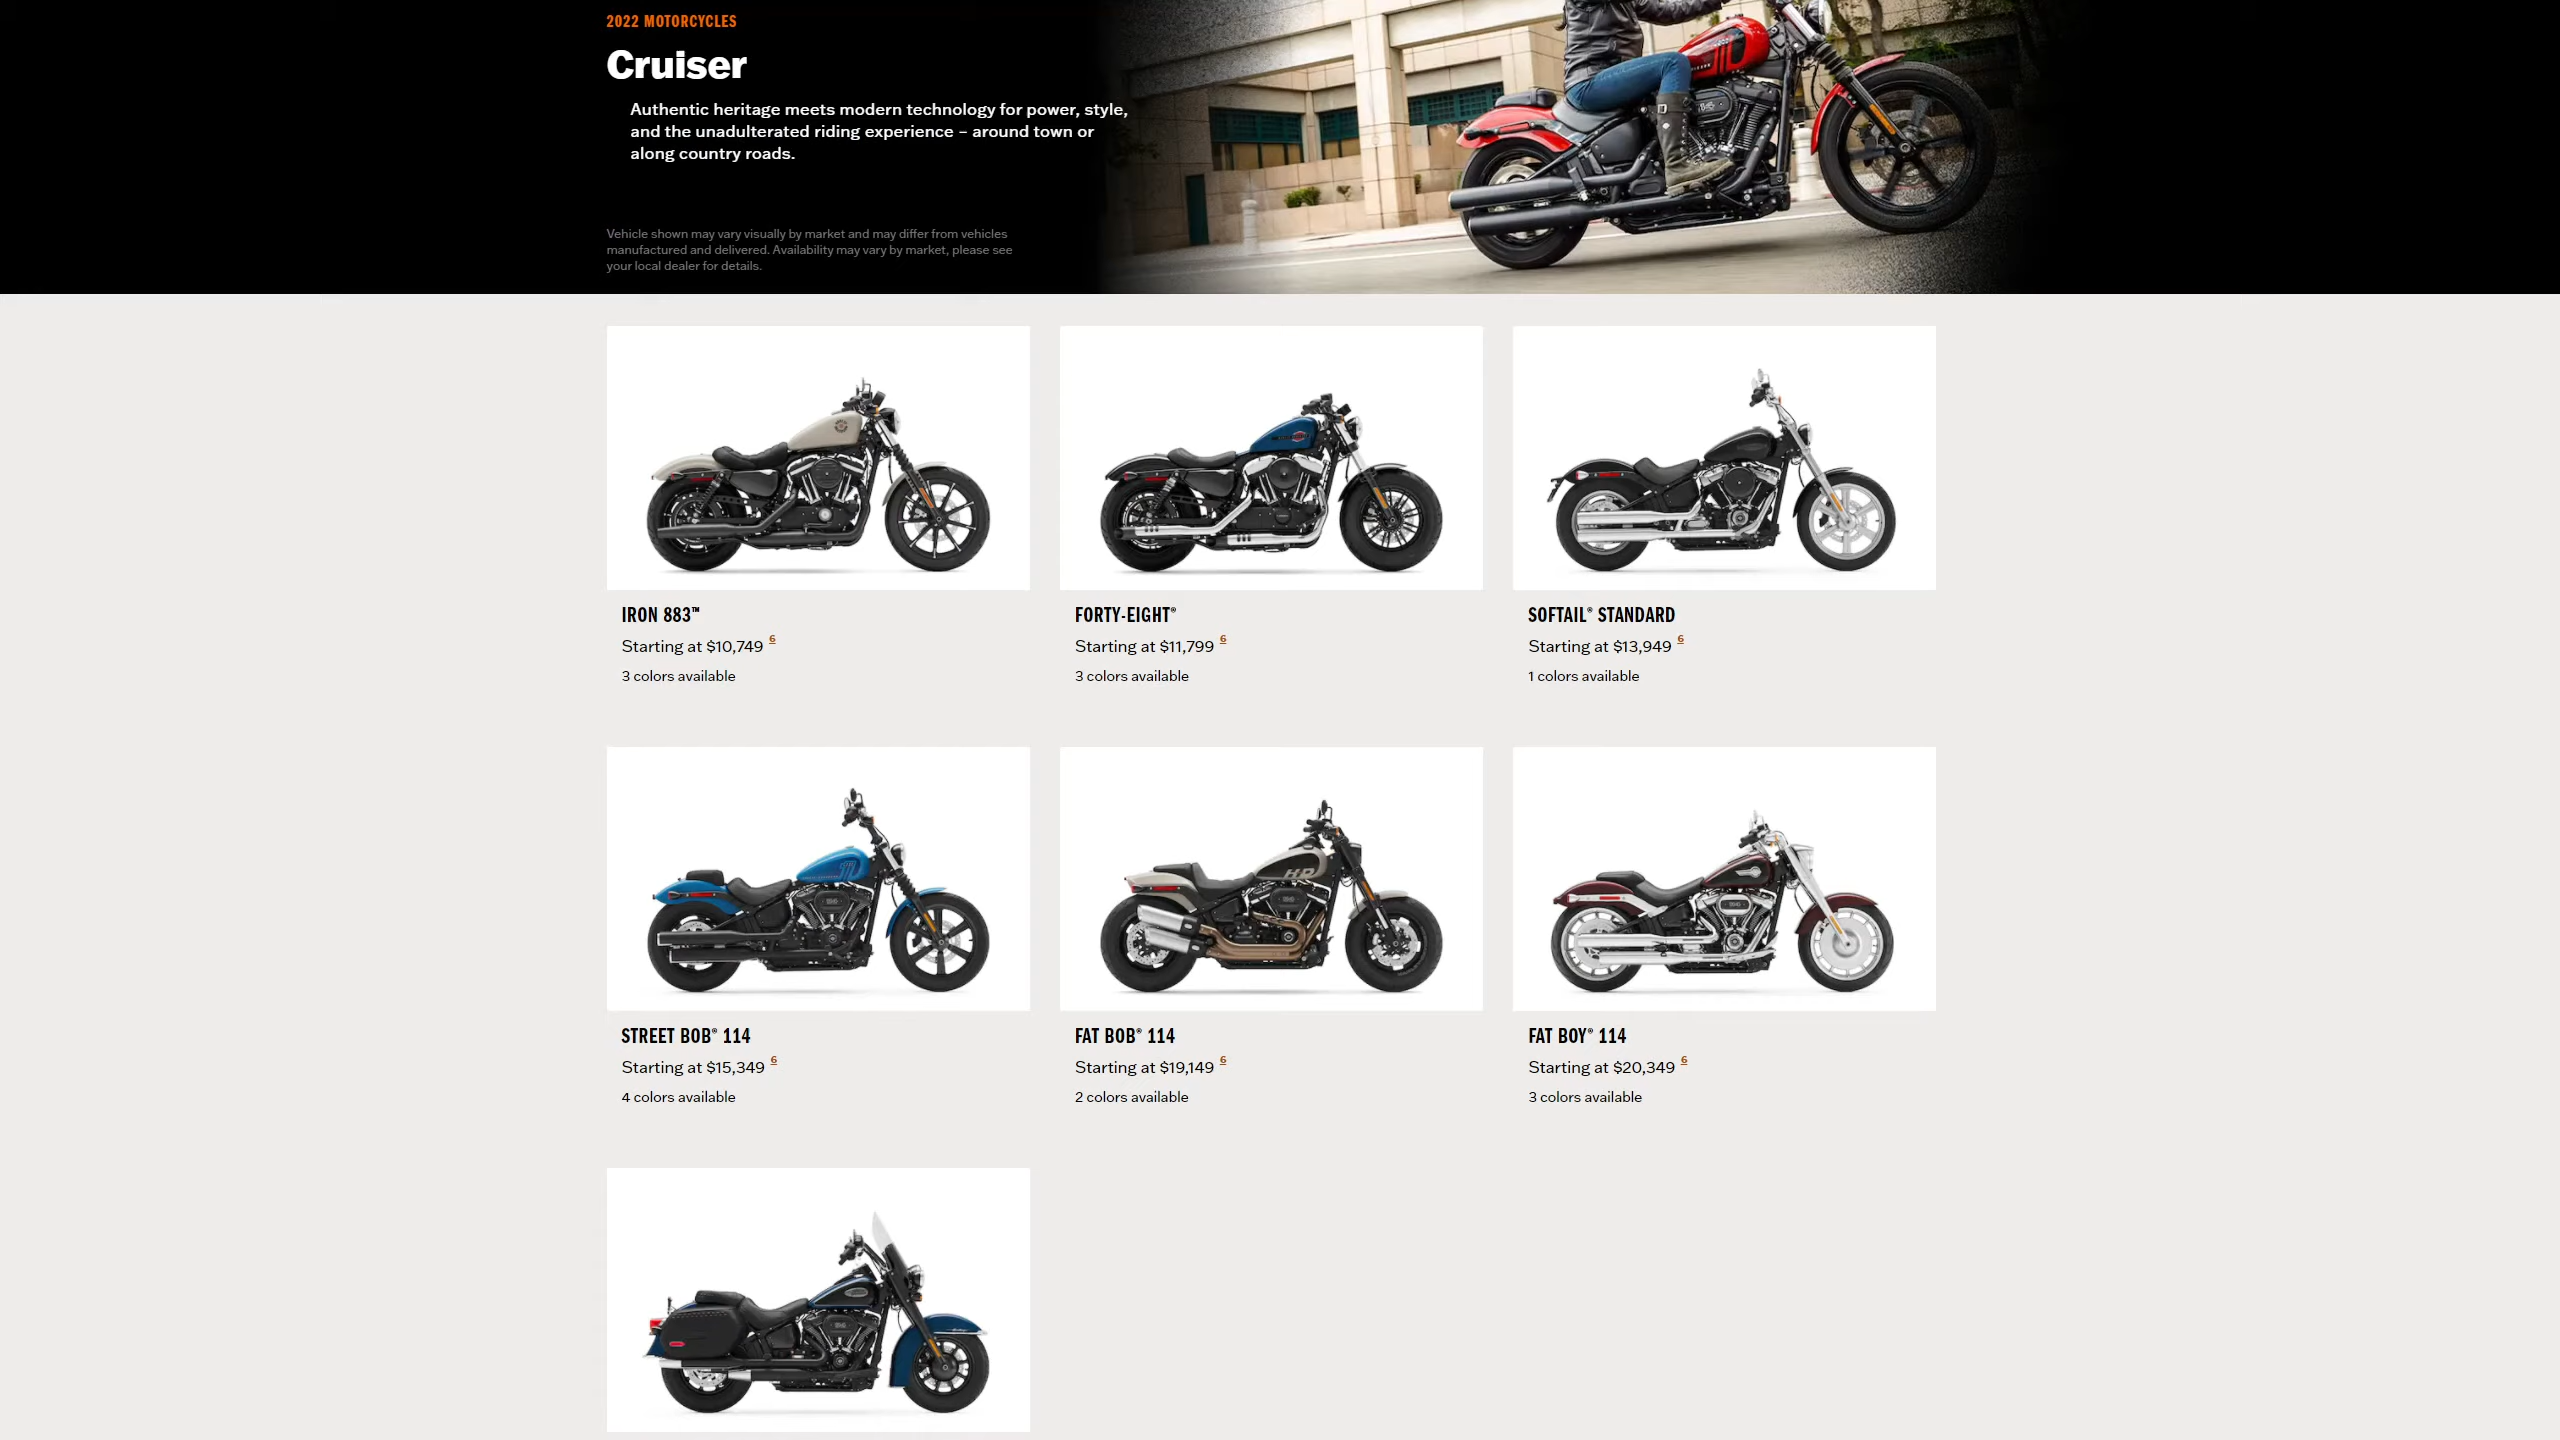 2022 MOTORCYCLES
Cruiser
Authentic heritage meets modern technology for power, style,
and the unadulterated riding experience – around town or
along country roads.
Vehicle shown may vary visually by market and may differ from vehicles
manufactured and delivered. Availability may vary by market, please see
your local dealer for details.
IRON 883™
Starting at $10,749 6
3 colors available
FORTY-EIGHT®
Starting at $11,799 6
3 colors available
SOFTAIL® STANDARD
Starting at $13,949 6
1 colors available
STREET BOB® 114
Starting at $15,349 6
4 colors available
FAT BOB® 114
Starting at $19,149 6
2 colors available
FAT BOY® 114
Starting at $20,349 6
3 colors available